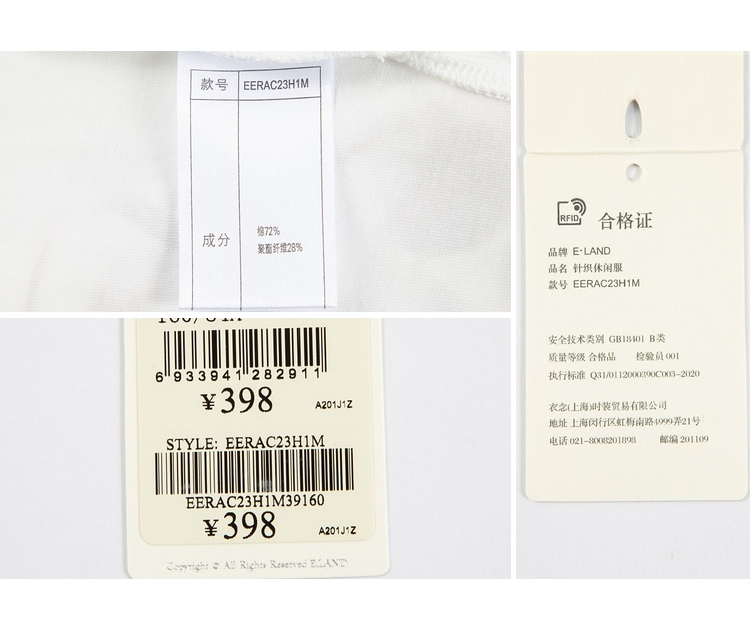 款号 EERAC23H1M
成分
棉72%
聚酯纤维28%
6 933941 282911
¥398
A201J1Z
STYLE: EERAC23H1M
EERAC23H1M39160
¥398
A201J1Z
Copyright © All Rights Reserved E.LAND
RFID
合格证
品牌 E·LAND
品名 针织休闲服
款号 EERAC23H1M
安全技术类别 GB18401 B类
质量等级 合格品 检验员 001
执行标准 Q31/0112000390C003-2020
衣念(上海)时装贸易有限公司
地址 上海闵行区虹梅南路4999弄21号
电话 021-8008201898 邮编 201109